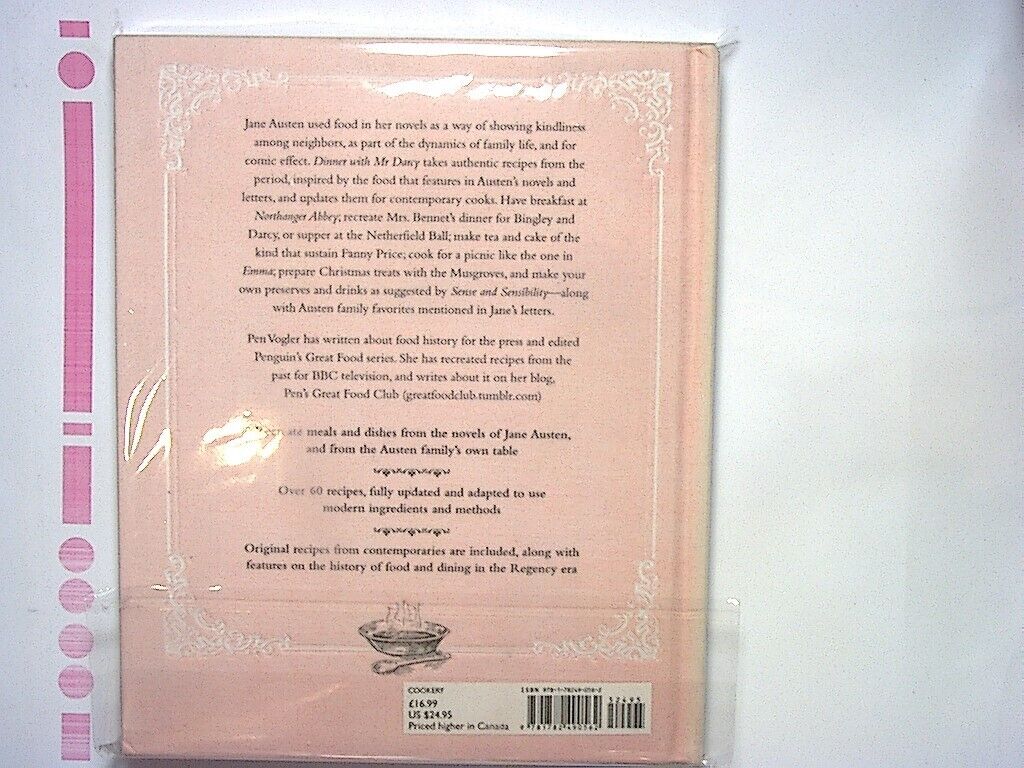 Jane Austen used food in her novels as a way of showing kindliness
among neighbors, as part of the dynamics of family life, and for
comic effect. Dinner with Mr Darcy takes authentic recipes from the
period, inspired by the food that features in Austen's novels and
letters, and updates them for contemporary cooks. Have breakfast at
Northanger Abbey; recreate Mrs. Bennet's dinner for Bingley and
Darcy, or supper at the Netherfield Ball; make tea and cake of the
kind that sustain Fanny Price; cook for a picnic like the one in
Emma; prepare Christmas treats with the Musgroves, and make your
own preserves and drinks as suggested by Sense and Sensibility—along
with Austen family favorites mentioned in Jane's letters.
Pen Vogler has written about food history for the press and edited
Penguin's Great Food series. She has recreated recipes from the
past for BBC television, and writes about it on her blog,
Pen's Great Food Club (greatfoodclub.tumblr.com)
meals and dishes from the novels of Jane Austen,
and from the Austen family's own table
Over 60 recipes, fully updated and adapted to use
modern ingredients and methods
Original recipes from contemporaries are included, along with
features on the history of food and dining in the Regency era
COOKERY
£16.99
US $24.95
Priced higher in Canada
ISBN 978-1-78249-056-2
52495
9 781782 490562